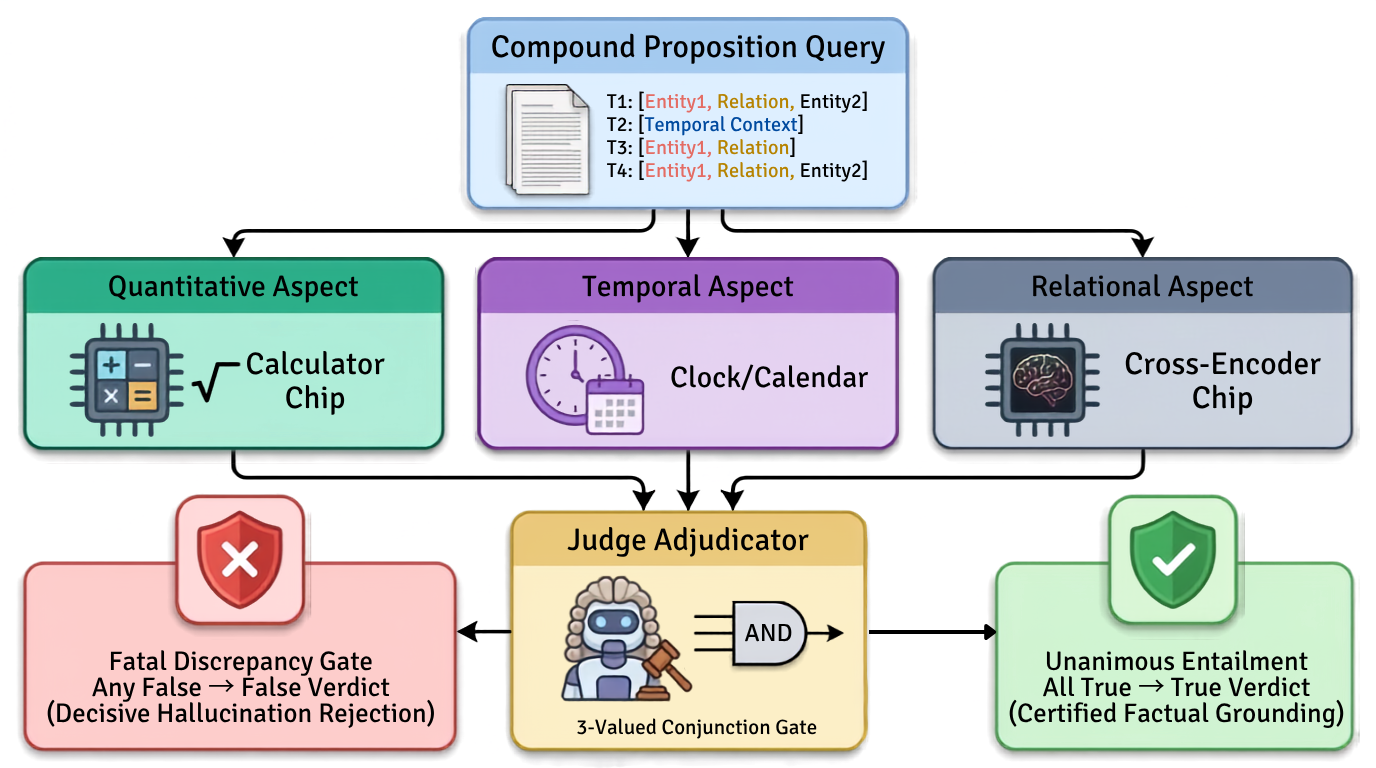 Compound Proposition Query
T1: [Entity1, Relation, Entity2]
T2: [Temporal Context]
T3: [Entity1, Relation]
T4: [Entity1, Relation, Entity2]
Quantitative Aspect
+ −
× =
√ Calculator
Chip
Temporal Aspect
Clock/Calendar
Relational Aspect
Cross-Encoder
Chip
Fatal Discrepancy Gate
Any False → False Verdict
(Decisive Hallucination Rejection)
Judge Adjudicator
AND
3-Valued Conjunction Gate
Unanimous Entailment
All True → True Verdict
(Certified Factual Grounding)